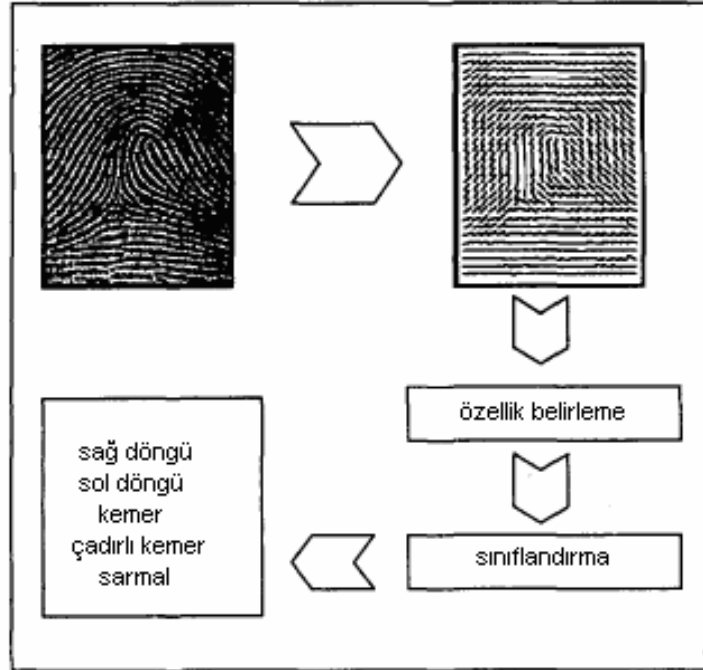 özellik belirleme
sınıflandırma
sağ döngü
sol döngü
kemer
çadırlı kemer
sarmal